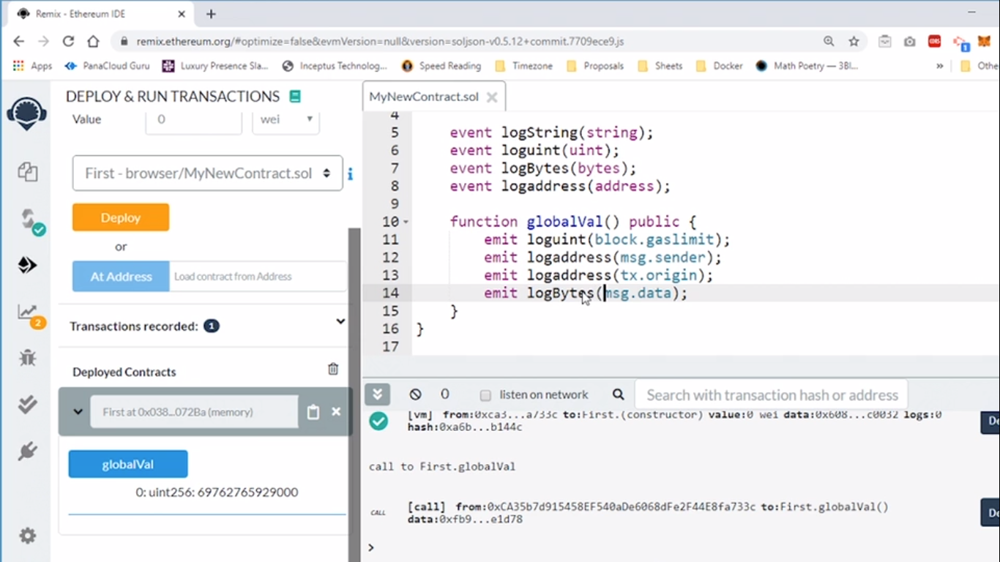 Remix - Ethereum IDE
remix.ethereum.org/#optimize=false&evmVersion=null&version=soljson-v0.5.12+commit.7709ece9.js
Apps PanaCloud Guru Luxury Presence Sla... Inceptus Technolog... Speed Reading Timezone Proposals Sheets Docker Math Poetry — 3Bl... » Othe
1
DEPLOY & RUN TRANSACTIONS
Value 0 wei
First - browser/MyNewContract.sol
Deploy
or
At Address Load contract from Address
Transactions recorded: 1
Deployed Contracts
First at 0x038...072Ba (memory)
globalVal
0: uint256: 69762765929000
2
MyNewContract.sol
4
5 event logString(string);
6 event loguint(uint);
7 event logBytes(bytes);
8 event logaddress(address);
9
10 function globalVal() public {
11 emit loguint(block.gaslimit);
12 emit logaddress(msg.sender);
13 emit logaddress(tx.origin);
14 emit logBytes(msg.data);
15 }
16 }
17
0 listen on network Search with transaction hash or address
[vm] from:0xca3...a733c to:First.(constructor) value:0 wei data:0x608...c0032 logs:0
hash:0xa6b...b144c
De
call to First.globalVal
CALL [call] from:0xCA35b7d915458EF540aDe6068dFe2F44E8fa733c to:First.globalVal()
data:0xfb9...e1d78
De
>